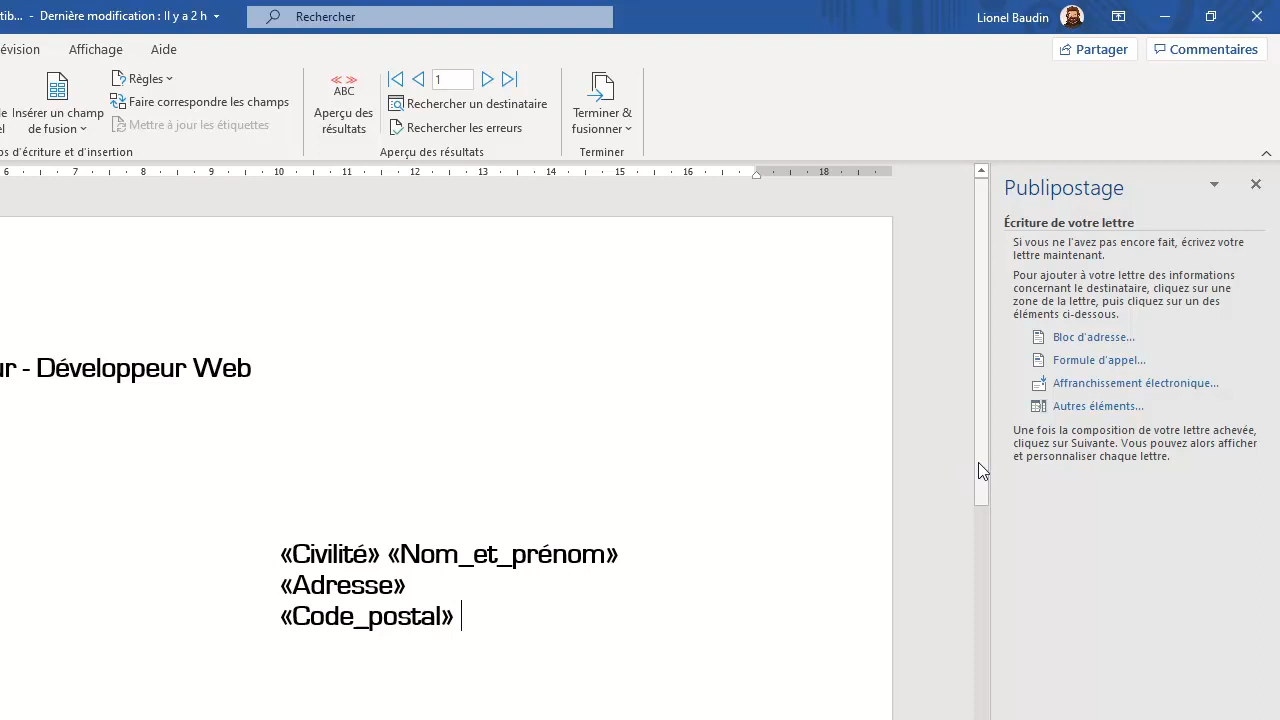 tib... - Dernière modification : Il y a 2 h
Rechercher
Lionel Baudin
évision
Affichage
Aide
Partager
Commentaires
Insérer un champ
de fusion
Règles
Faire correspondre les champs
Mettre à jour les étiquettes
ABC
Aperçu des
résultats
1
Rechercher un destinataire
Rechercher les erreurs
Terminer &
fusionner
s d'écriture et d'insertion
Aperçu des résultats
Terminer
6 7 8 9 10 11 12 13 14 15 16 18
Publipostage
Écriture de votre lettre
Si vous ne l'avez pas encore fait, écrivez votre
lettre maintenant.
Pour ajouter à votre lettre des informations
concernant le destinataire, cliquez sur une
zone de la lettre, puis cliquez sur un des
éléments ci-dessous.
Bloc d'adresse...
Formule d'appel...
Affranchissement électronique...
Autres éléments...
Une fois la composition de votre lettre achevée,
cliquez sur Suivante. Vous pouvez alors afficher
et personnaliser chaque lettre.
ur - Développeur Web
«Civilité» «Nom_et_prénom»
«Adresse»
«Code_postal»